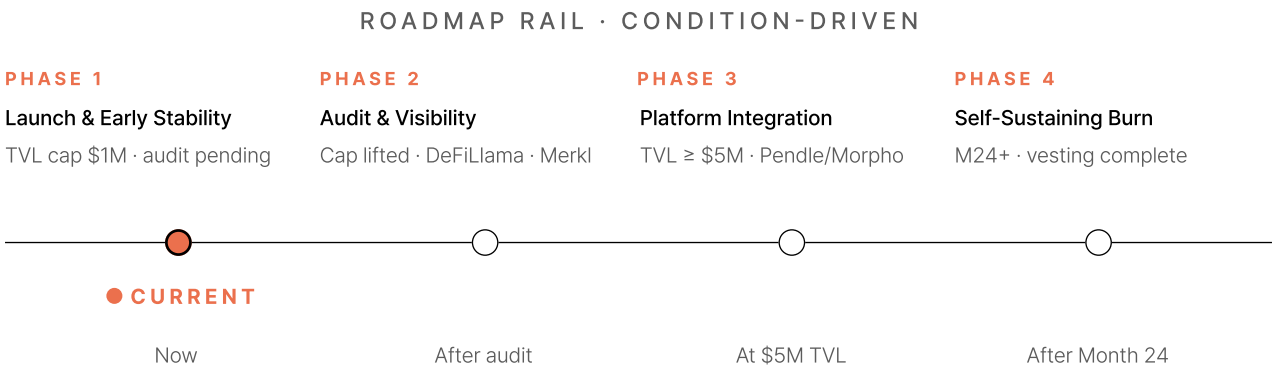 ROADMAP RAIL · CONDITION-DRIVEN
PHASE 1
Launch & Early Stability
TVL cap $1M · audit pending
PHASE 2
Audit & Visibility
Cap lifted · DeFiLlama · Merkl
PHASE 3
Platform Integration
TVL ≥ $5M · Pendle/Morpho
PHASE 4
Self-Sustaining Burn
M24+ · vesting complete
CURRENT
Now
After audit
At $5M TVL
After Month 24